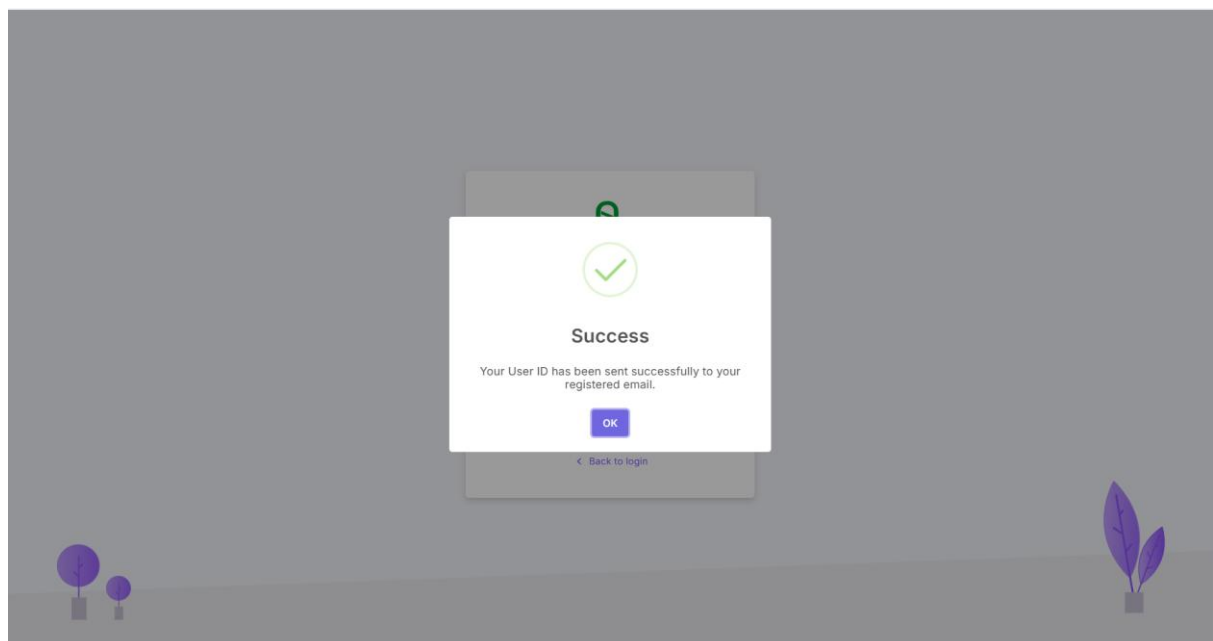 Success
Your User ID has been sent successfully to your
registered email.
OK
Back to login